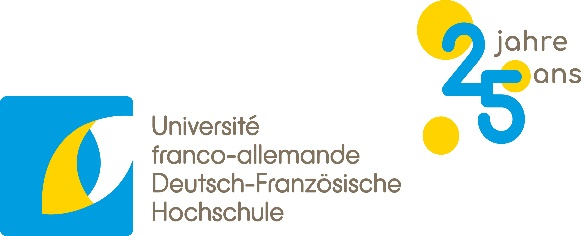 25 jahre
ans
Université
franco-allemande
Deutsch-Französische
Hochschule